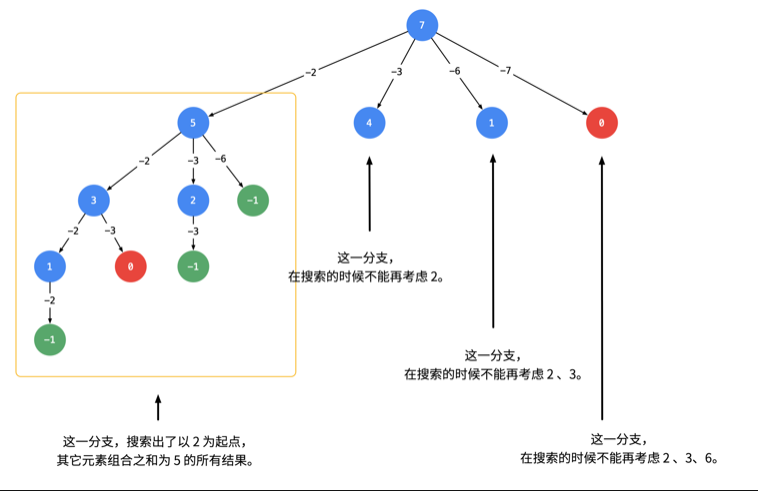 7
-2
-3
-6
-7
5
4
1
0
-2
-3
-6
3
2
-1
-2
-3
-3
1
0
-1
-2
-1
这一分支，
在搜索的时候不能再考虑 2。
这一分支，
在搜索的时候不能再考虑 2 、3。
这一分支，搜索出了以 2 为起点，
其它元素组合之和为 5 的所有结果。
这一分支，
在搜索的时候不能再考虑 2 、3、6。